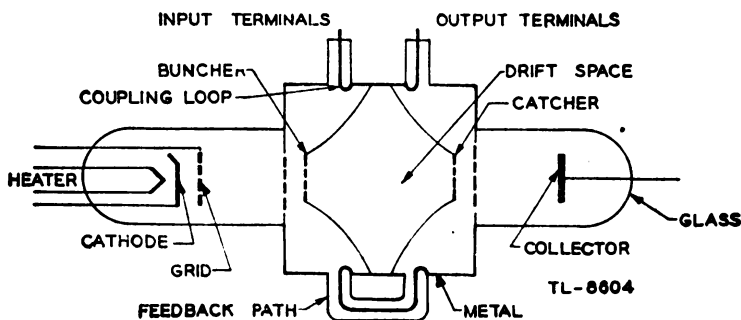 INPUT TERMINALS
OUTPUT TERMINALS
BUNCHER
DRIFT SPACE
COUPLING LOOP
CATCHER
HEATER
GLASS
CATHODE
COLLECTOR
GRID
TL-8604
FEEDBACK PATH
METAL